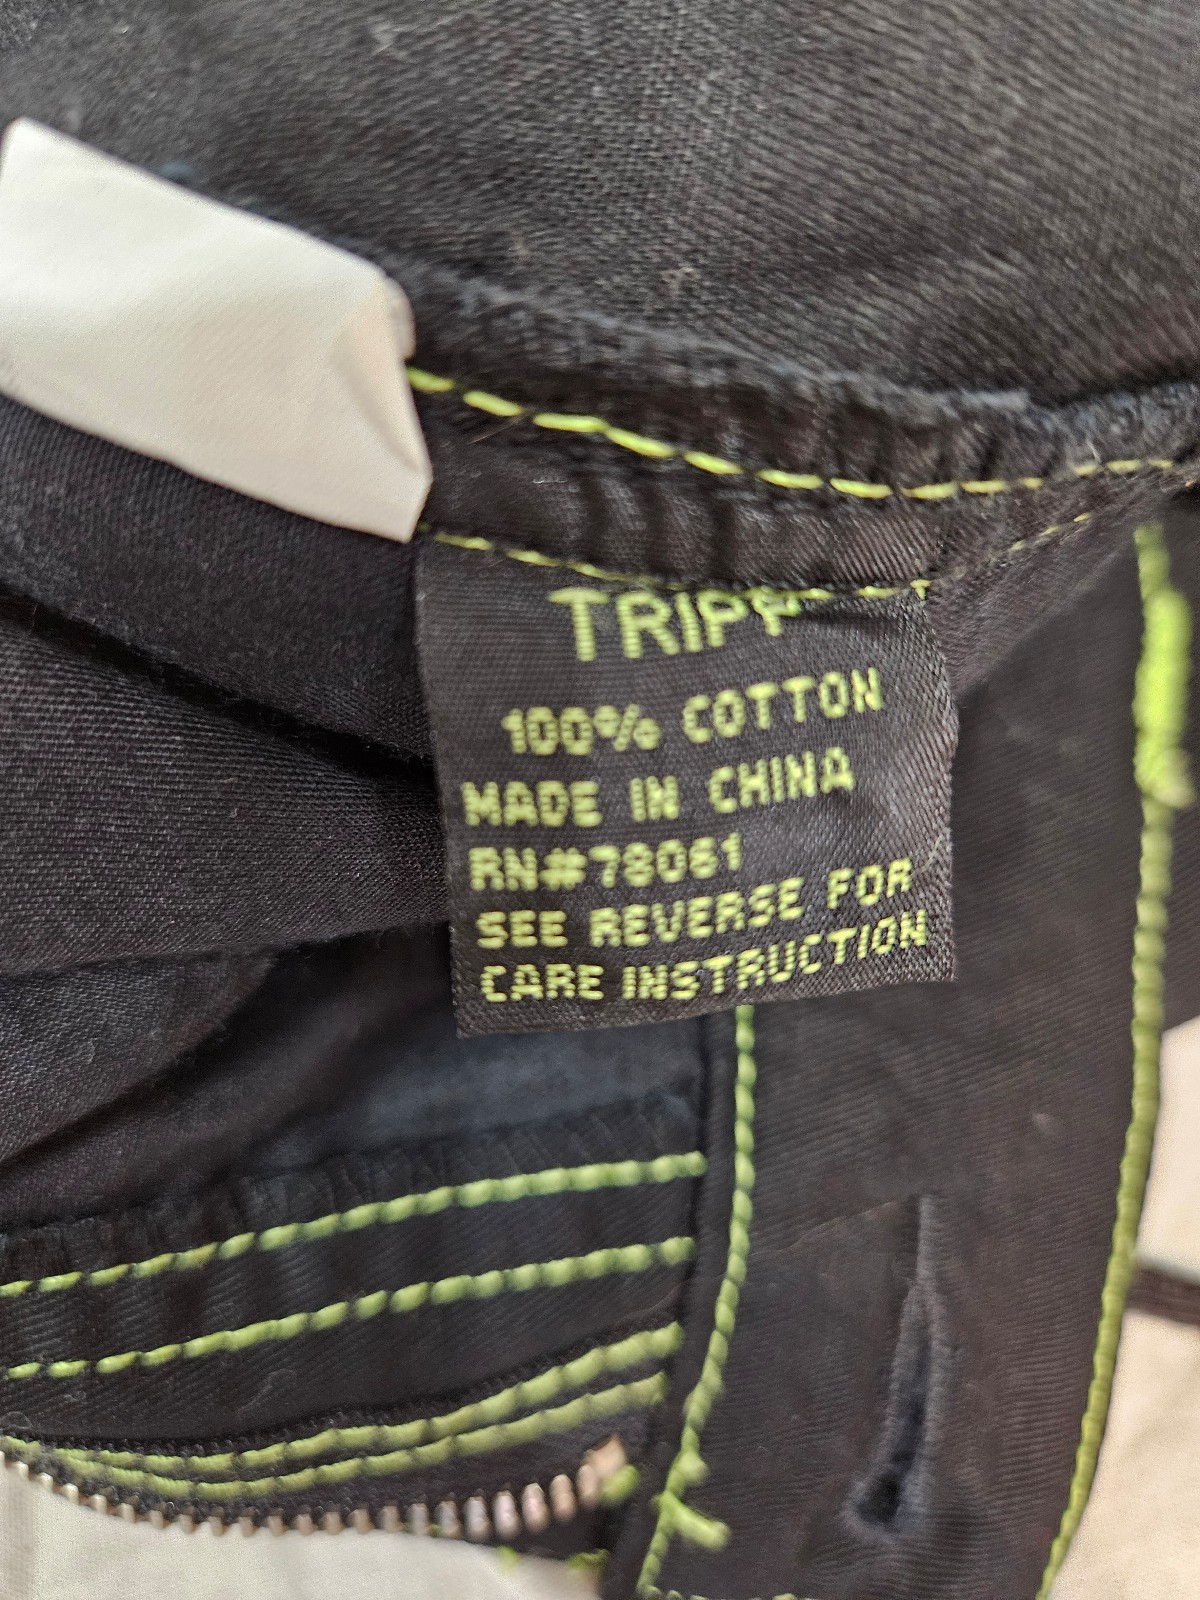 TRIPP
100% COTTON
MADE IN CHINA
RN#78061
SEE REVERSE FOR
CARE INSTRUCTION